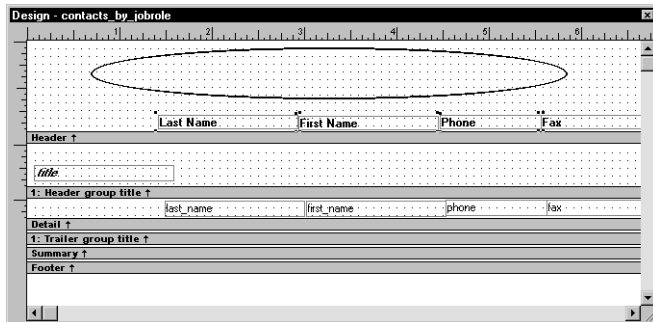 Design - contacts_by_jobrole
1 2 3 4 5 6
Last Name First Name Phone Fax
Header ↑
title
1: Header group title ↑
last_name first_name phone fax
Detail ↑
1: Trailer group title ↑
Summary ↑
Footer ↑